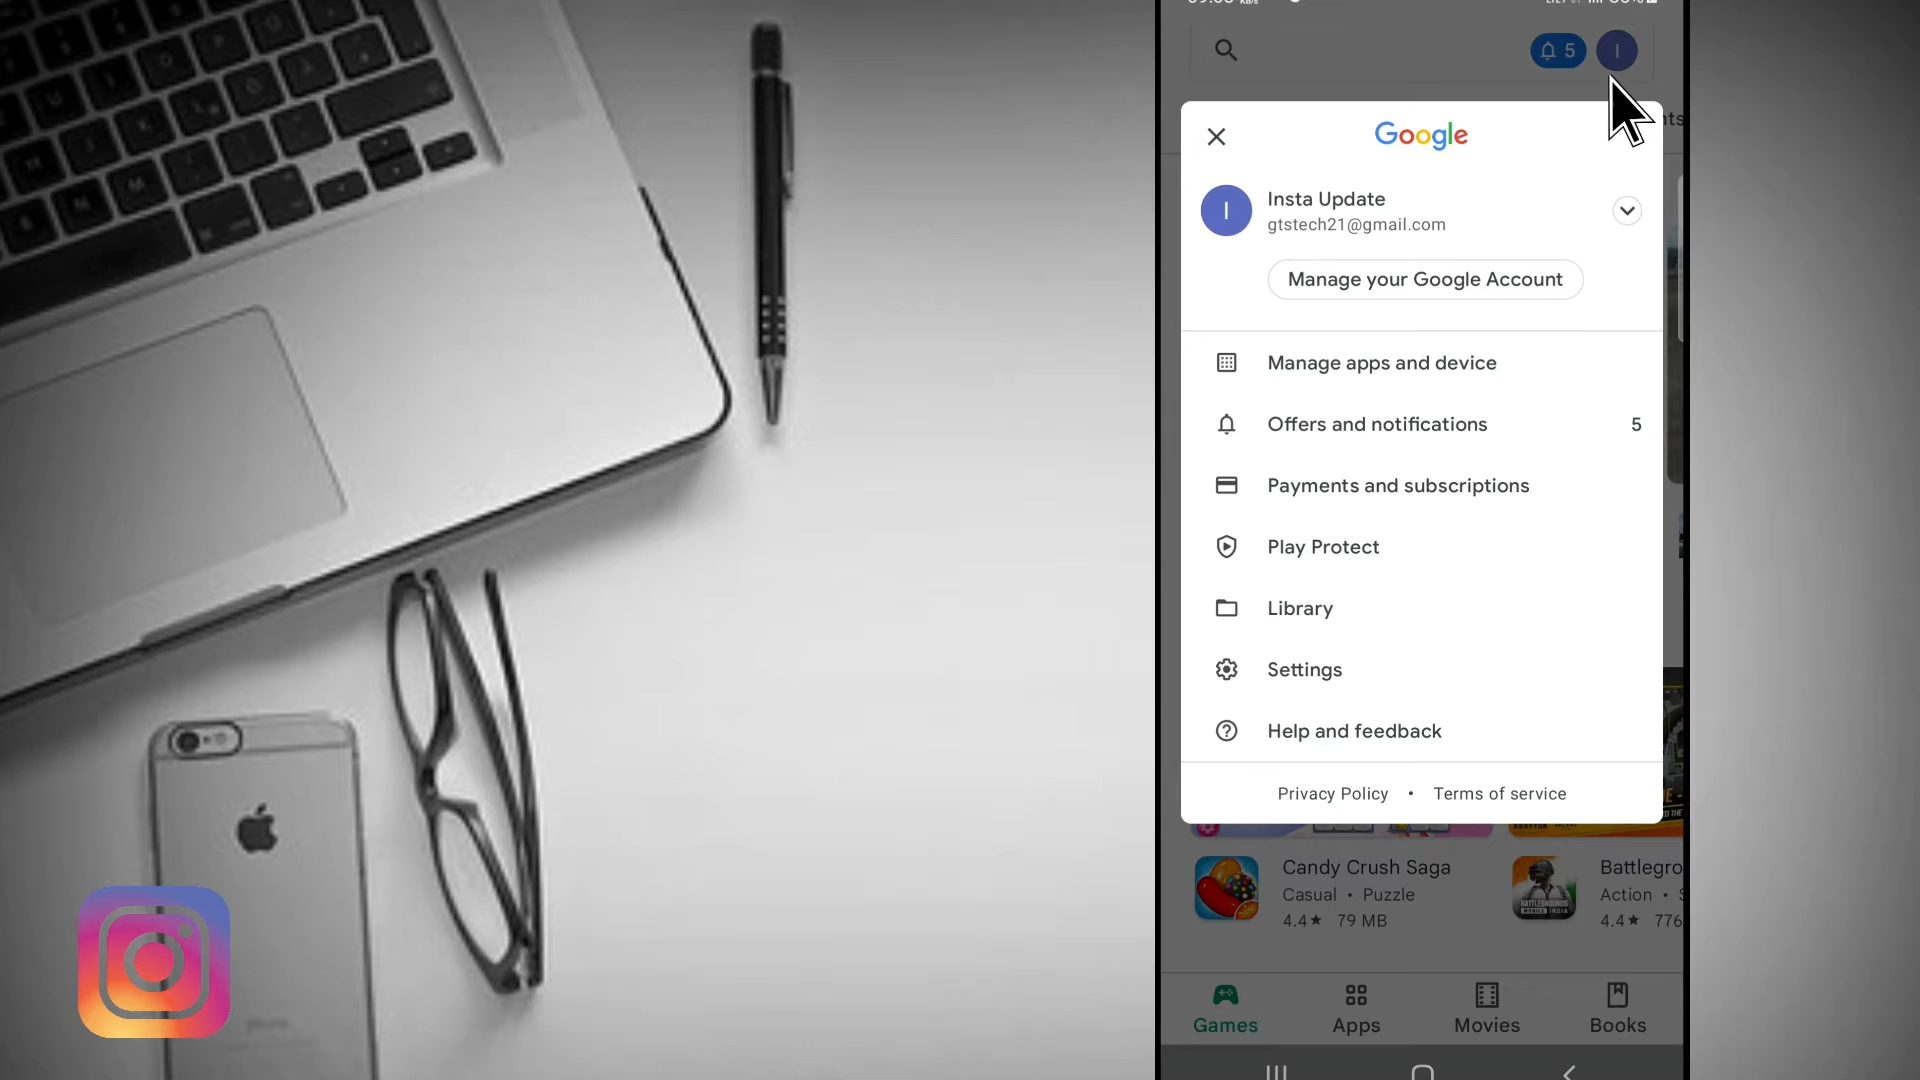 5
I
Google
I
Insta Update
gtstech21@gmail.com
Manage your Google Account
Manage apps and device
Offers and notifications 5
Payments and subscriptions
Play Protect
Library
Settings
Help and feedback
Privacy Policy • Terms of service
Candy Crush Saga
Casual • Puzzle
4.4★ 79 MB
Battlegro
Action •
4.4★ 776
Games
Apps
Movies
Books